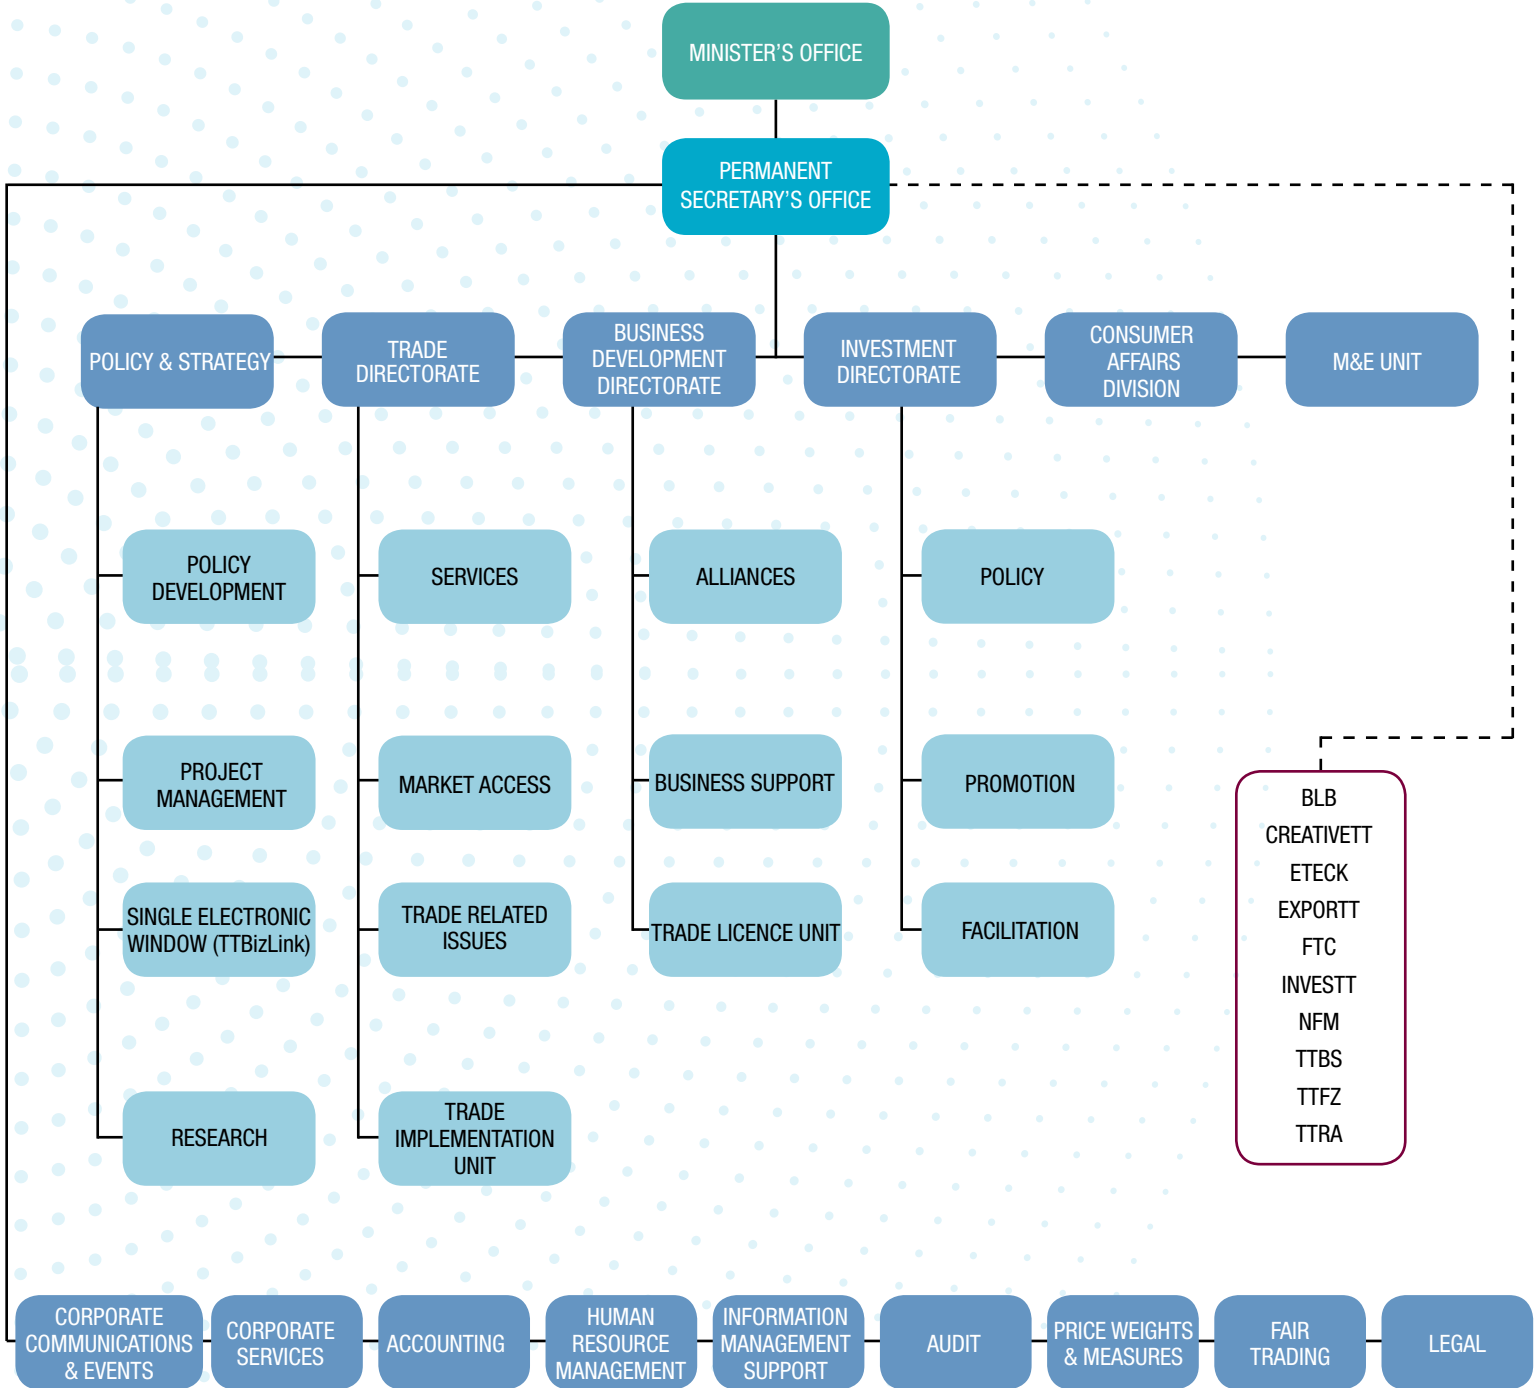 MINISTER'S OFFICE
PERMANENT
SECRETARY'S OFFICE
POLICY & STRATEGY
TRADE
DIRECTORATE
BUSINESS
DEVELOPMENT
DIRECTORATE
INVESTMENT
DIRECTORATE
CONSUMER
AFFAIRS
DIVISION
M&E UNIT
POLICY
DEVELOPMENT
SERVICES
ALLIANCES
POLICY
PROJECT
MANAGEMENT
MARKET ACCESS
BUSINESS SUPPORT
PROMOTION
SINGLE ELECTRONIC
WINDOW (TTBizLink)
TRADE RELATED
ISSUES
TRADE LICENCE UNIT
FACILITATION
RESEARCH
TRADE
IMPLEMENTATION
UNIT
BLB
CREATIVETT
ETECK
EXPORTT
FTC
INVESTT
NFM
TTBS
TTFZ
TTRA
CORPORATE
COMMUNICATIONS
& EVENTS
CORPORATE
SERVICES
ACCOUNTING
HUMAN
RESOURCE
MANAGEMENT
INFORMATION
MANAGEMENT
SUPPORT
AUDIT
PRICE WEIGHTS
& MEASURES
FAIR
TRADING
LEGAL